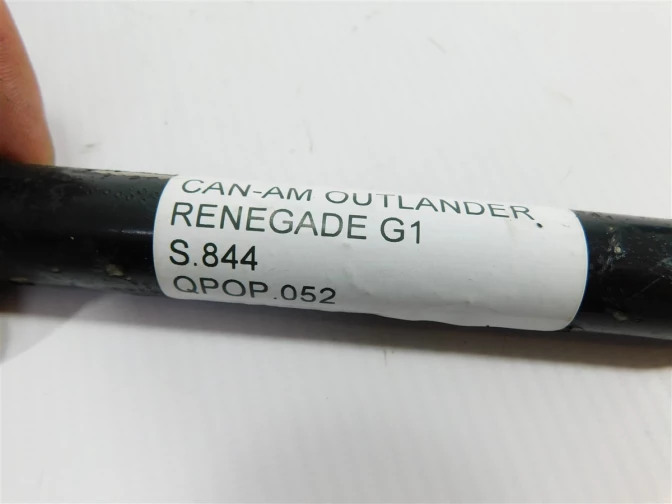 CAN-AM OUTLANDER
RENEGADE G1
S.844
QPOP.052